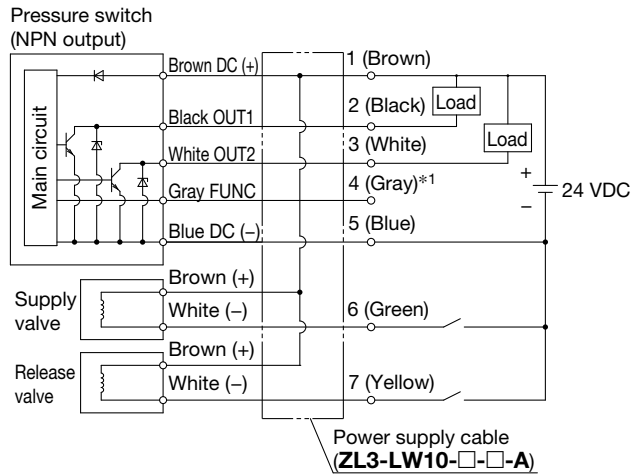 Pressure switch
(NPN output)
Main circuit
Brown DC (+)
Black OUT1
White OUT2
Gray FUNC
Blue DC (−)
1 (Brown)
2 (Black)
3 (White)
4 (Gray)*1
5 (Blue)
Load
Load
+
−
24 VDC
Supply
valve
Brown (+)
White (−)
6 (Green)
Release
valve
Brown (+)
White (−)
7 (Yellow)
Power supply cable
(ZL3-LW10-□-□-A)